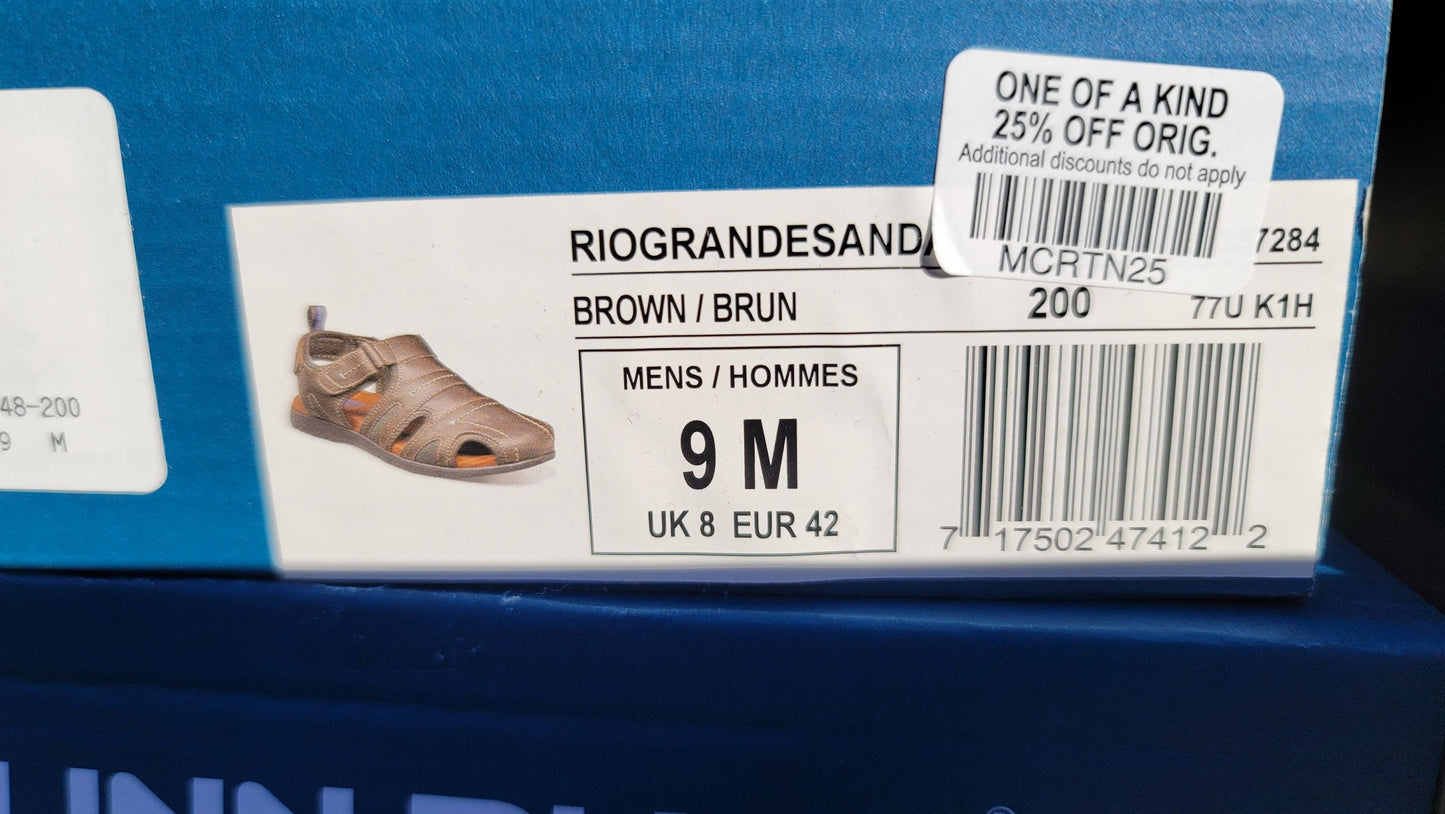 ONE OF A KIND
25% OFF ORIG.
Additional discounts do not apply
MCRTN25
RIOGRANDESANDA 7284
BROWN / BRUN 200 77U K1H
MENS / HOMMES
9 M
UK 8 EUR 42
7 17502 47412 2
48-200
9 M